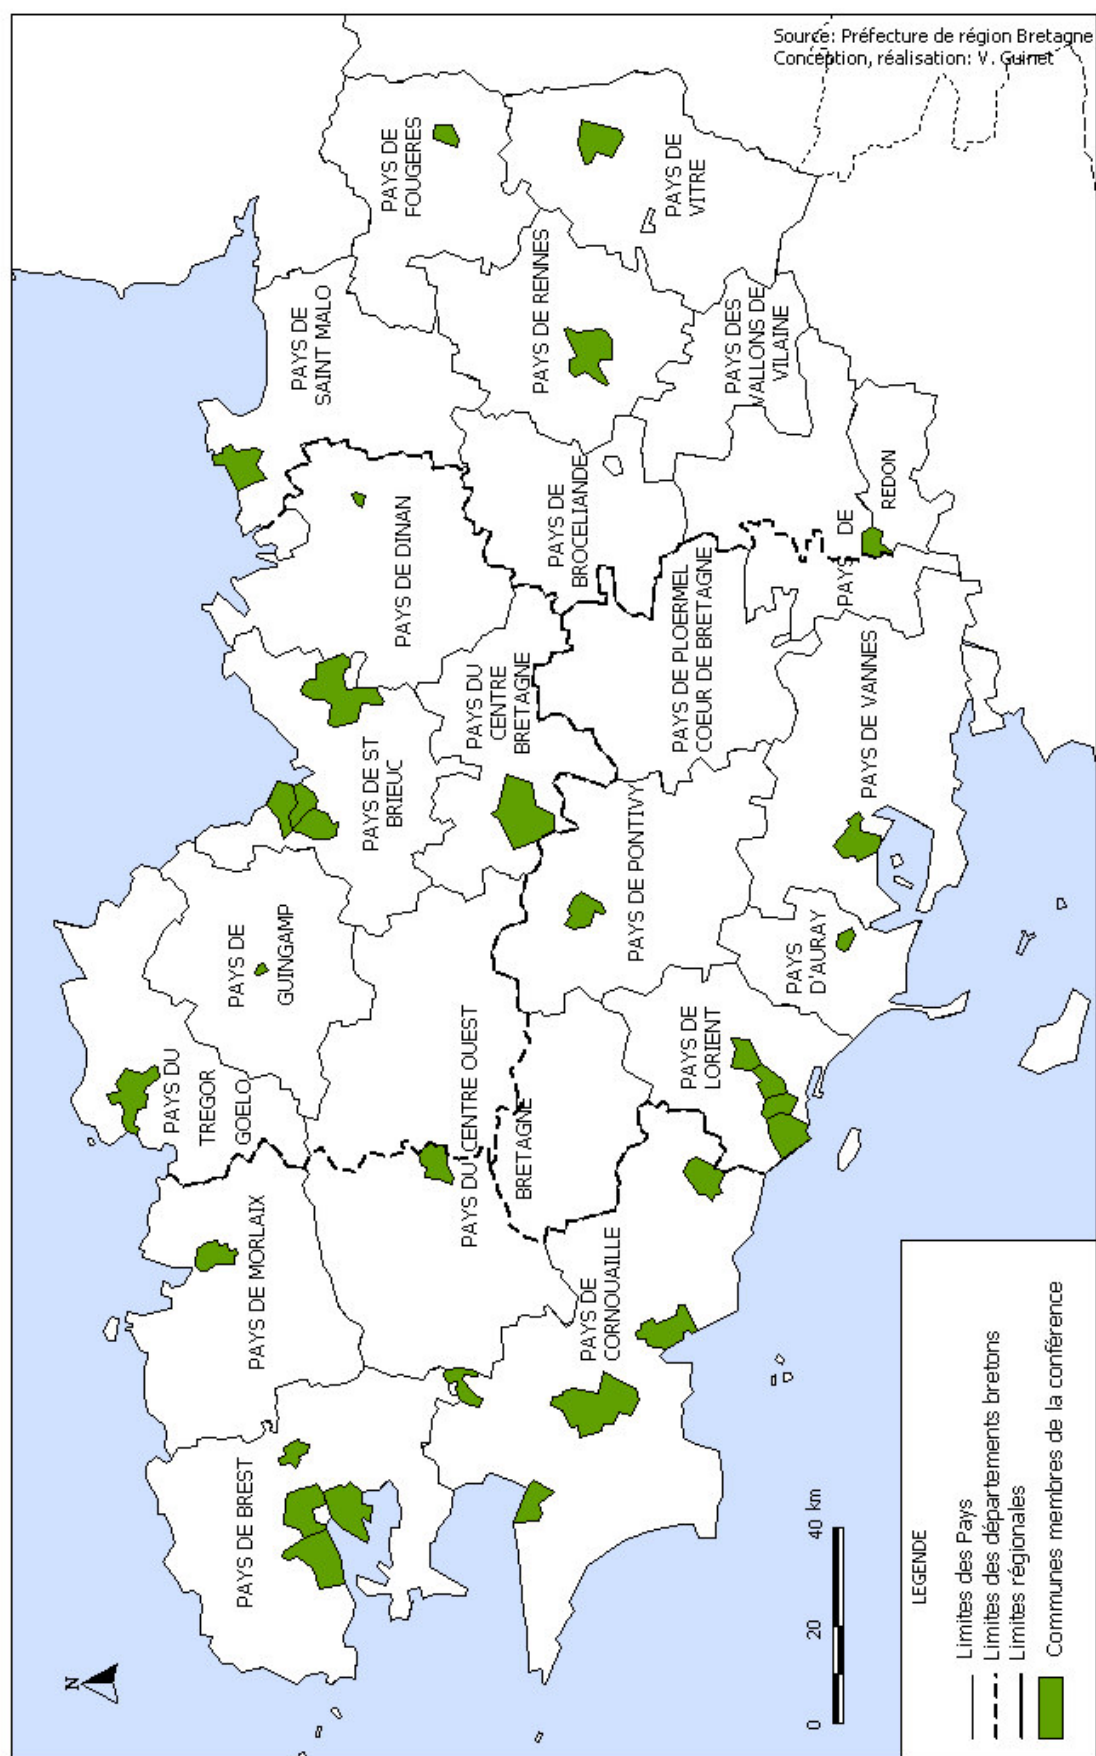 Source: Préfecture de région Bretagne
Conception, réalisation: V. Guinet
N
PAYS DE BREST
PAYS DE MORLAIX
PAYS DU
TREGOR
GOELO
PAYS DE
GUINGAMP
PAYS DE ST
BRIEUC
PAYS DE DINAN
PAYS DE
SAINT MALO
PAYS DE
FOUGERES
PAYS DU CENTRE OUEST
BRETAGNE
PAYS DU
CENTRE
BRETAGNE
PAYS DE
BROCELIANDE
PAYS DE RENNES
PAYS DE
VITRE
PAYS DE
CORNOUAILLE
PAYS DE
LORIENT
PAYS DE PONTIVY
PAYS DE PLOERMEL
COEUR DE BRETAGNE
PAYS DES
VALLONS DE
VILAINE
PAYS
D'AURAY
PAYS DE VANNES
PAYS DE
REDON
0 20 40 km
LEGENDE
Limites des Pays
Limites des départements bretons
Limites régionales
Communes membres de la conférence